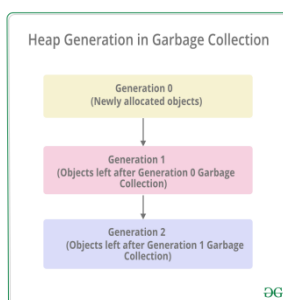 Heap Generation in Garbage Collection
Generation 0
(Newly allocated objects)
Generation 1
(Objects left after Generation 0 Garbage
Collection)
Generation 2
(Objects left after Generation 1 Garbage
Collection)